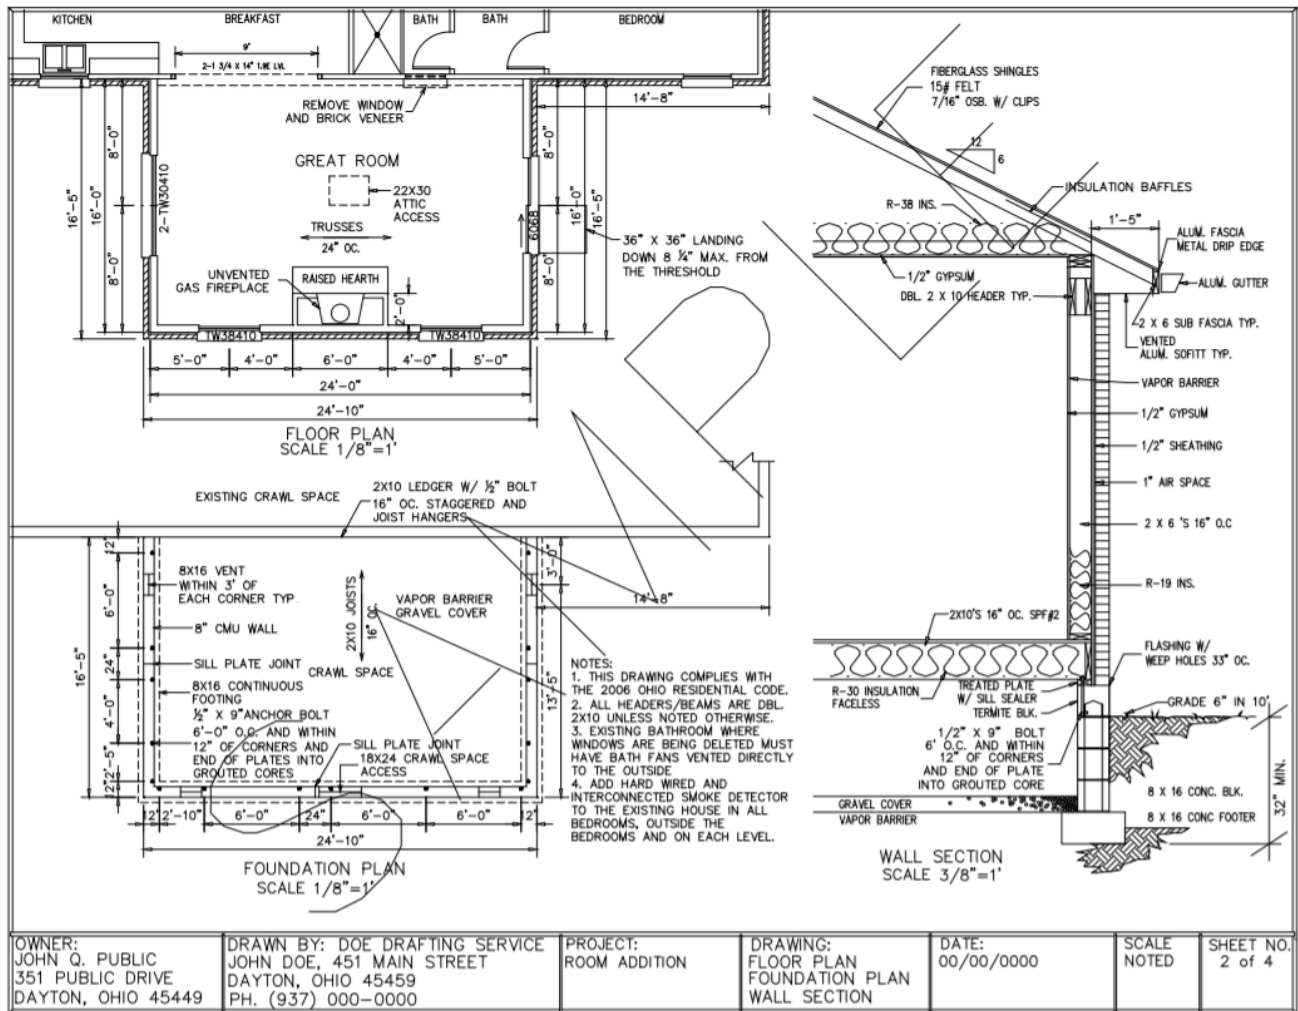 KITCHEN
BREAKFAST
BATH
BATH
BEDROOM
9'
2-1 3/4 X 14" 1.9E LVL
REMOVE WINDOW
AND BRICK VENEER
14'-8"
GREAT ROOM
22X30
ATTIC
ACCESS
TRUSSES
24" OC.
UNVENTED
GAS FIREPLACE
RAISED HEARTH
2'-0"
8'-0"
8'-0"
16'-5"
16'-0"
2-TW30410
6068
8'-0"
8'-0"
16'-0"
16'-5"
36" X 36" LANDING
DOWN 8 ¼" MAX. FROM
THE THRESHOLD
TW38410
TW38410
5'-0"
4'-0"
6'-0"
4'-0"
5'-0"
24'-0"
24'-10"
FLOOR PLAN
SCALE 1/8"=1'
EXISTING CRAWL SPACE
2X10 LEDGER W/ ½" BOLT
16" OC. STAGGERED AND
JOIST HANGERS
12"
6'-0"
24"
4'-0"
2'-5"
12"
16'-5"
8X16 VENT
WITHIN 3' OF
EACH CORNER TYP.
8" CMU WALL
SILL PLATE JOINT
8X16 CONTINUOUS
FOOTING
½" X 9"ANCHOR BOLT
6'-0" O.C. AND WITHIN
12" OF CORNERS AND
END OF PLATES INTO
GROUTED CORES
2X10 JOISTS
16" OC.
VAPOR BARRIER
GRAVEL COVER
CRAWL SPACE
SILL PLATE JOINT
18X24 CRAWL SPACE
ACCESS
3'-0"
13'-5"
14'-8"
12"
2'-10"
6'-0"
24"
6'-0"
6'-0"
12"
24'-10"
FOUNDATION PLAN
SCALE 1/8"=1'
NOTES:
1. THIS DRAWING COMPLIES WITH
THE 2006 OHIO RESIDENTIAL CODE.
2. ALL HEADERS/BEAMS ARE DBL.
2X10 UNLESS NOTED OTHERWISE.
3. EXISTING BATHROOM WHERE
WINDOWS ARE BEING DELETED MUST
HAVE BATH FANS VENTED DIRECTLY
TO THE OUTSIDE
4. ADD HARD WIRED AND
INTERCONNECTED SMOKE DETECTOR
TO THE EXISTING HOUSE IN ALL
BEDROOMS, OUTSIDE THE
BEDROOMS AND ON EACH LEVEL.
FIBERGLASS SHINGLES
15# FELT
7/16" OSB. W/ CLIPS
12
6
INSULATION BAFFLES
R-38 INS.
1'-5"
ALUM. FASCIA
METAL DRIP EDGE
ALUM. GUTTER
1/2" GYPSUM
DBL. 2 X 10 HEADER TYP.
2 X 6 SUB FASCIA TYP.
VENTED
ALUM. SOFITT TYP.
VAPOR BARRIER
1/2" GYPSUM
1/2" SHEATHING
1" AIR SPACE
2 X 6 'S 16" O.C
R-19 INS.
2X10'S 16" OC. SPF#2
FLASHING W/
WEEP HOLES 33" OC.
R-30 INSULATION
FACELESS
TREATED PLATE
W/ SILL SEALER
TERMITE BLK.
GRADE 6" IN 10'
1/2" X 9" BOLT
6' O.C. AND WITHIN
12" OF CORNERS
AND END OF PLATE
INTO GROUTED CORE
8 X 16 CONC. BLK.
8 X 16 CONC FOOTER
32" MIN.
GRAVEL COVER
VAPOR BARRIER
WALL SECTION
SCALE 3/8"=1'
OWNER:
JOHN Q. PUBLIC
351 PUBLIC DRIVE
DAYTON, OHIO 45449
DRAWN BY: DOE DRAFTING SERVICE
JOHN DOE, 451 MAIN STREET
DAYTON, OHIO 45459
PH. (937) 000-0000
PROJECT:
ROOM ADDITION
DRAWING:
FLOOR PLAN
FOUNDATION PLAN
WALL SECTION
DATE:
00/00/0000
SCALE
NOTED
SHEET NO.
2 of 4